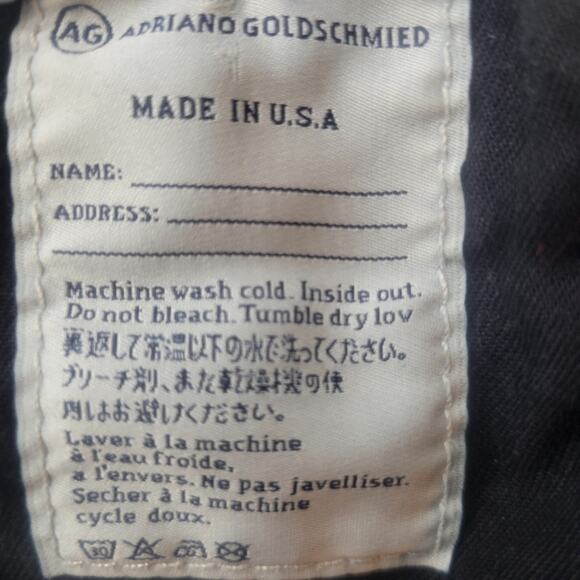 AG ADRIANO GOLDSCHMIED
MADE IN U.S.A
NAME:
ADDRESS:
Machine wash cold. Inside out.
Do not bleach. Tumble dry low
裏返して常温以下の水で洗ってください。
ブリーチ剤、また乾燥機の使
用はお避けください。
Laver à la machine
à l'eau froide,
a l'envers. Ne pas javelliser.
Secher à la machine
cycle doux.
30